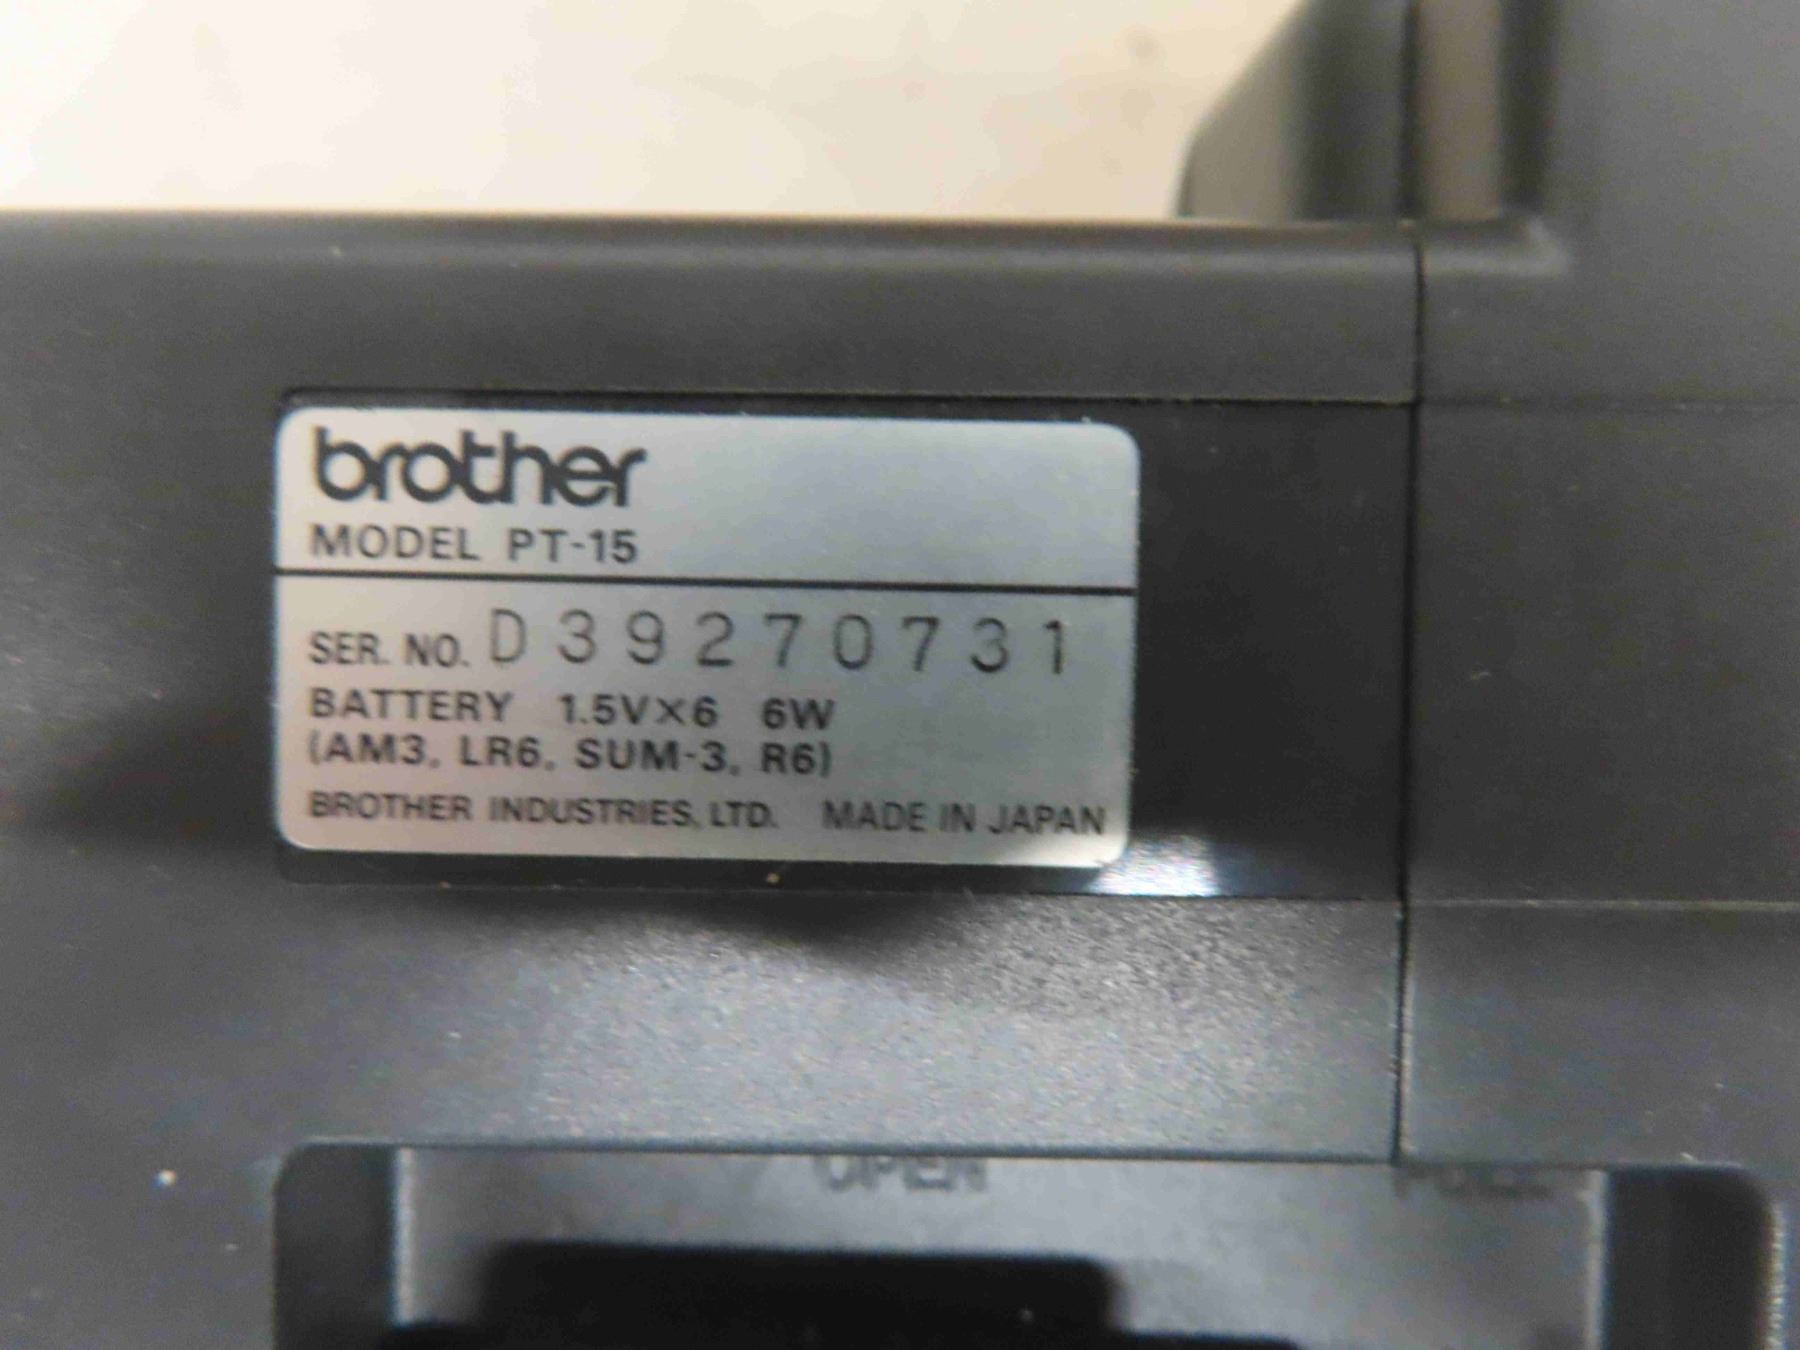 brother
MODEL PT-15
SER. NO. D39270731
BATTERY 1.5V×6 6W
(AM3, LR6, SUM-3, R6)
BROTHER INDUSTRIES, LTD. MADE IN JAPAN
OPEN